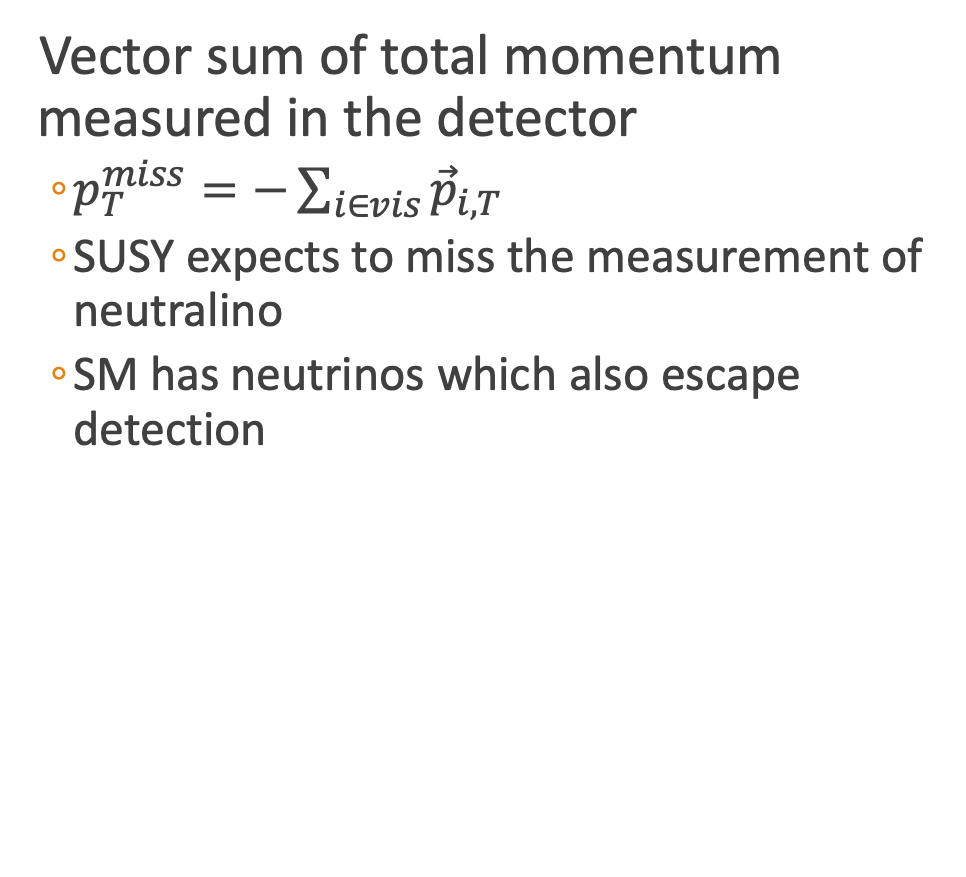 Vector sum of total momentum
measured in the detector
◦ $p_T^{miss} = -\sum_{i \in vis} \vec{p}_{i,T}$
◦ SUSY expects to miss the measurement of
neutralino
◦ SM has neutrinos which also escape
detection